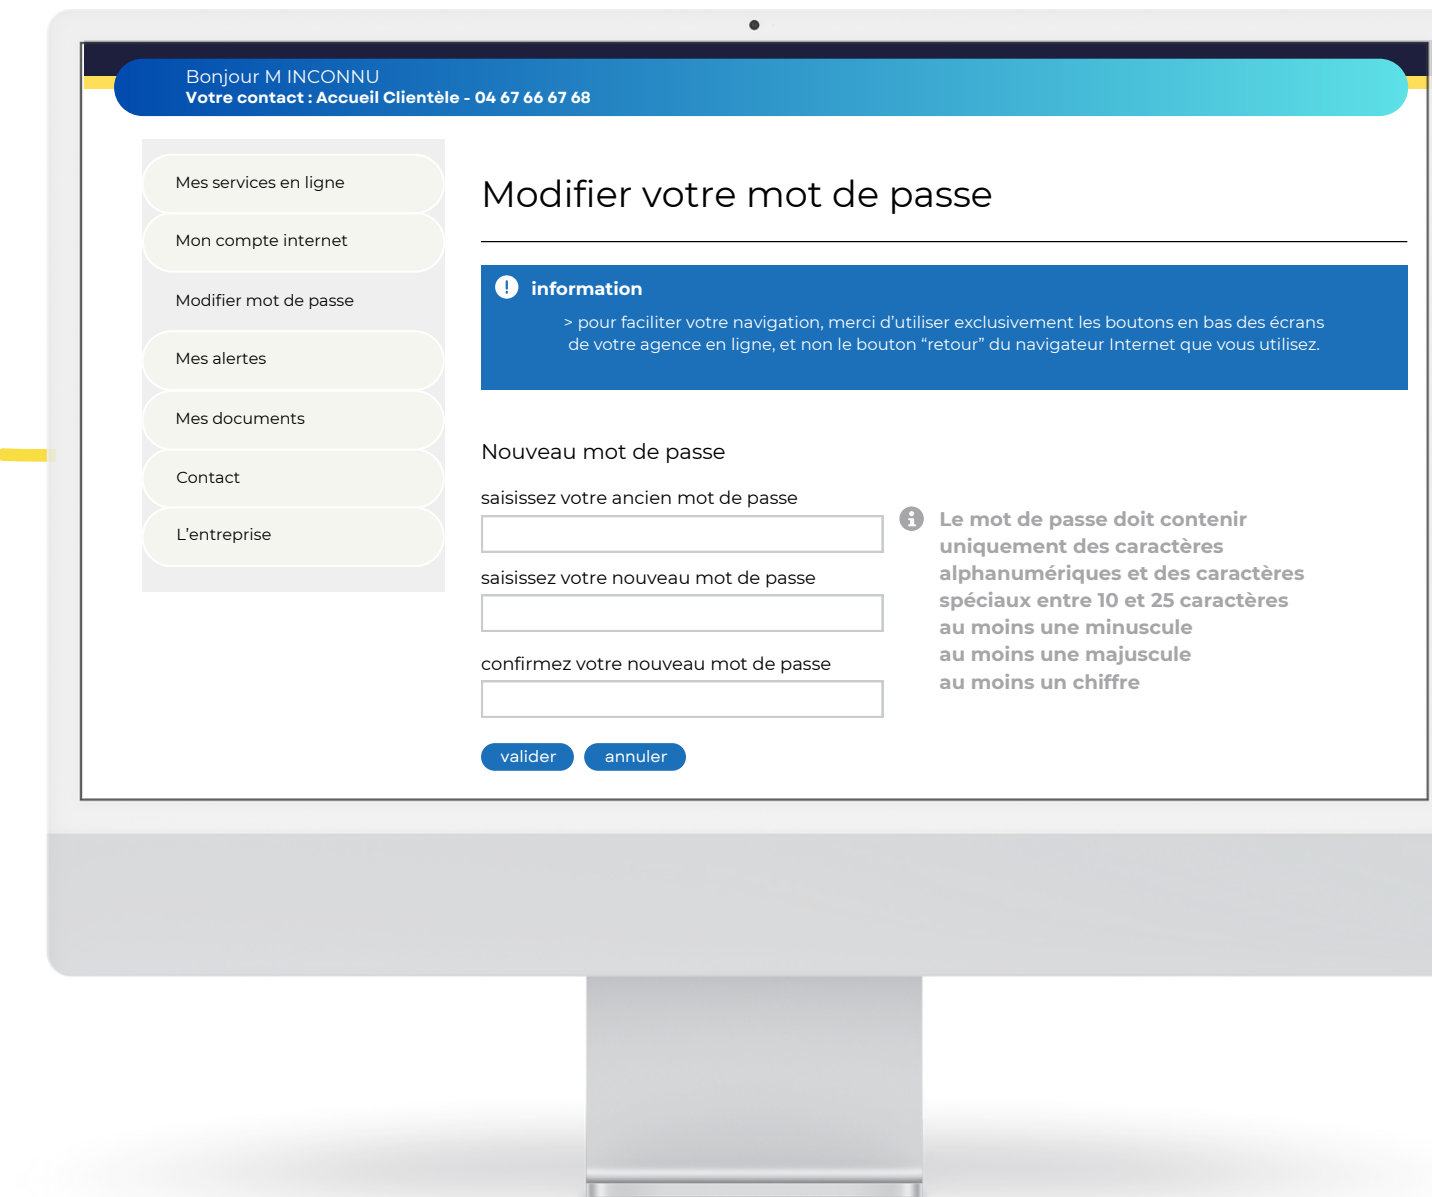 Bonjour M INCONNU
Votre contact : Accueil Clientèle - 04 67 66 67 68
Mes services en ligne
Mon compte internet
Modifier mot de passe
Mes alertes
Mes documents
Contact
L’entreprise
Modifier votre mot de passe
information
> pour faciliter votre navigation, merci d’utiliser exclusivement les boutons en bas des écrans
de votre agence en ligne, et non le bouton “retour” du navigateur Internet que vous utilisez.
Nouveau mot de passe
saisissez votre ancien mot de passe
saisissez votre nouveau mot de passe
confirmez votre nouveau mot de passe
Le mot de passe doit contenir
uniquement des caractères
alphanumériques et des caractères
spéciaux entre 10 et 25 caractères
au moins une minuscule
au moins une majuscule
au moins un chiffre
valider
annuler